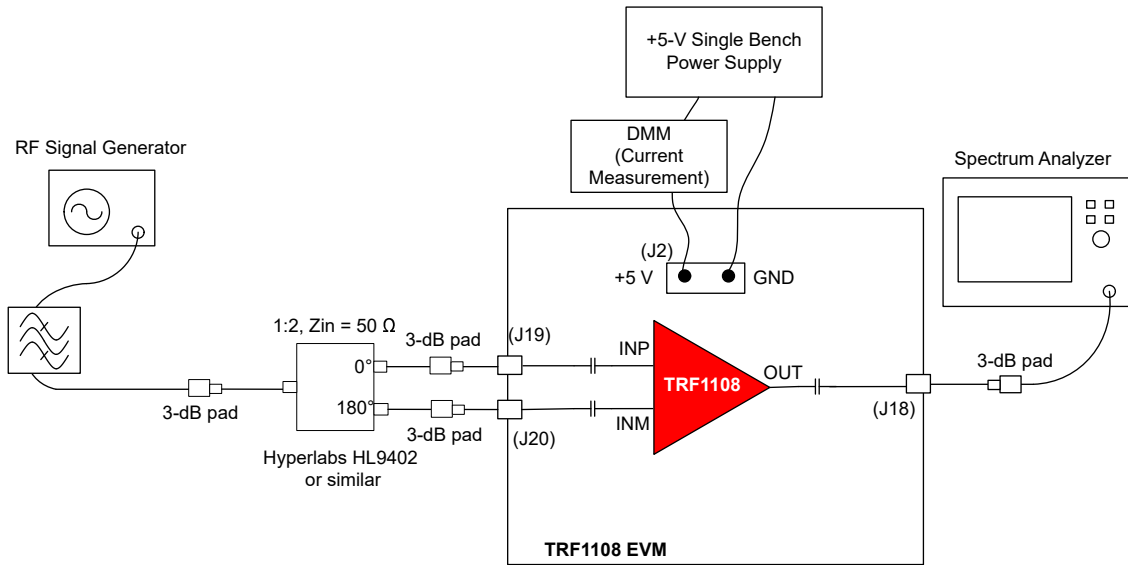 +5-V Single Bench
Power Supply
DMM
(Current
Measurement)
RF Signal Generator
Spectrum Analyzer
(J2)
+5 V
GND
1:2, Zin = 50 Ω
3-dB pad
(J19)
0°
INP
OUT
TRF1108
3-dB pad
3-dB pad
180°
INM
(J18)
3-dB pad
(J20)
Hyperlabs HL9402
or similar
TRF1108 EVM